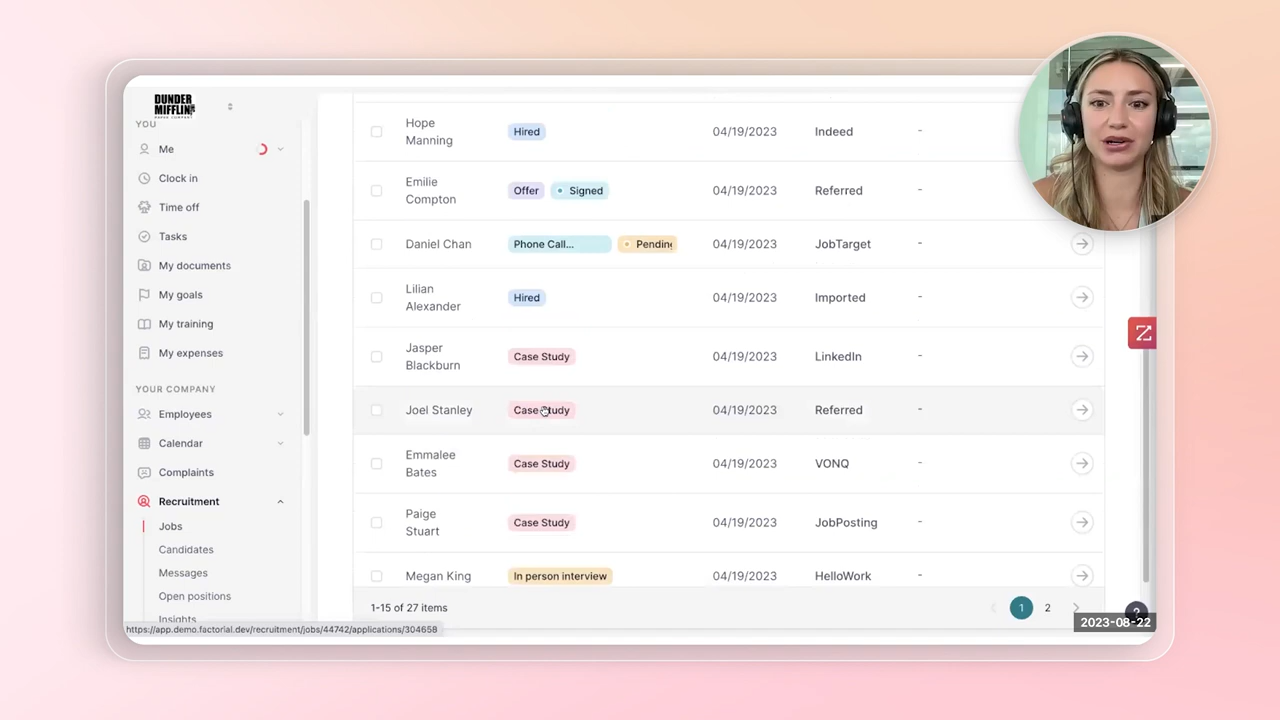 DUNDER
MIFFLIN
PAPER COMPANY
YOU
Me
Clock in
Time off
Tasks
My documents
My goals
My training
My expenses
YOUR COMPANY
Employees
Calendar
Complaints
Recruitment
Jobs
Candidates
Messages
Open positions
Insights
Hope
Manning
Hired
04/19/2023
Indeed
-
Emilie
Compton
Offer
Signed
04/19/2023
Referred
-
Daniel Chan
Phone Call...
Pending
04/19/2023
JobTarget
-
Lilian
Alexander
Hired
04/19/2023
Imported
-
Jasper
Blackburn
Case Study
04/19/2023
LinkedIn
-
Joel Stanley
Case Study
04/19/2023
Referred
-
Emmalee
Bates
Case Study
04/19/2023
VONQ
-
Paige
Stuart
Case Study
04/19/2023
JobPosting
-
Megan King
In person interview
04/19/2023
HelloWork
-
1-15 of 27 items
1
2
?
2023-08-22
https://app.demo.factorial.dev/recruitment/jobs/44742/applications/304658